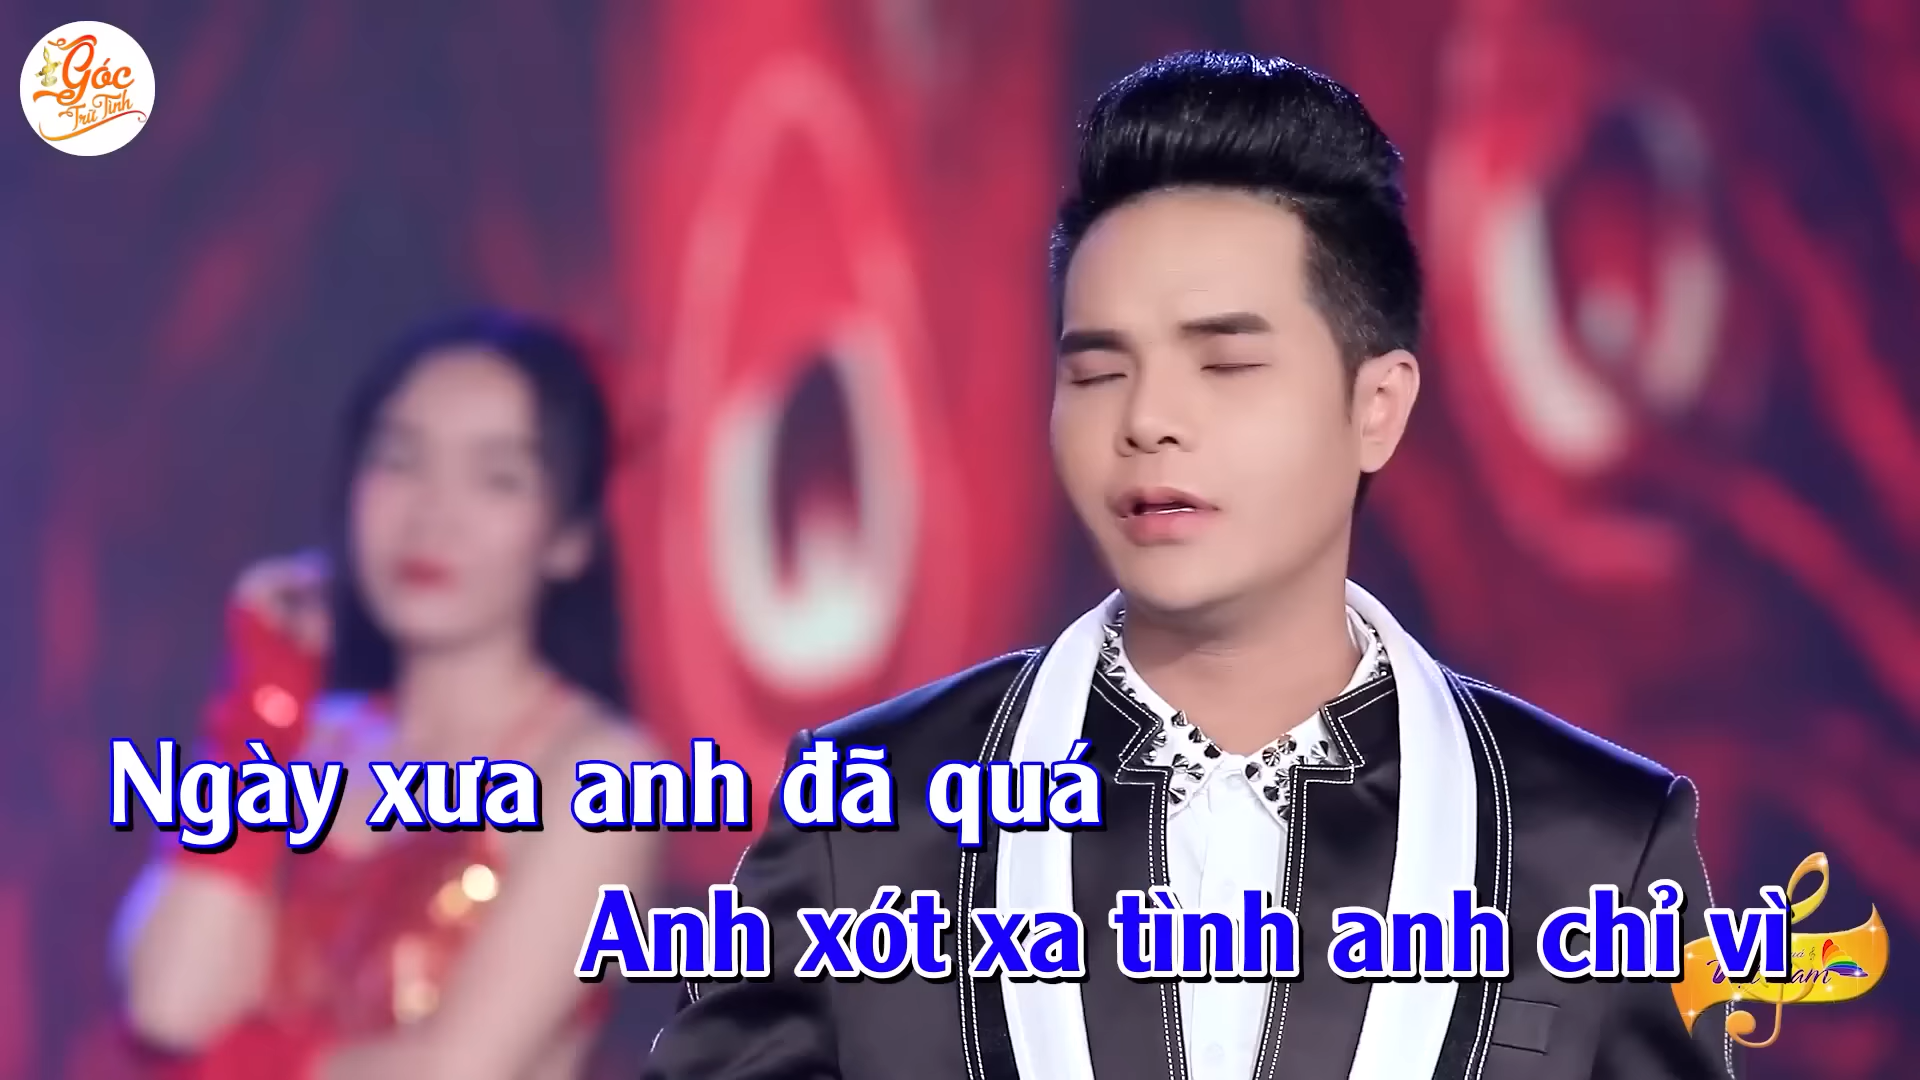 Góc
Trữ Tình
Ngày xưa anh đã quá
Anh xót xa tình anh chỉ vì